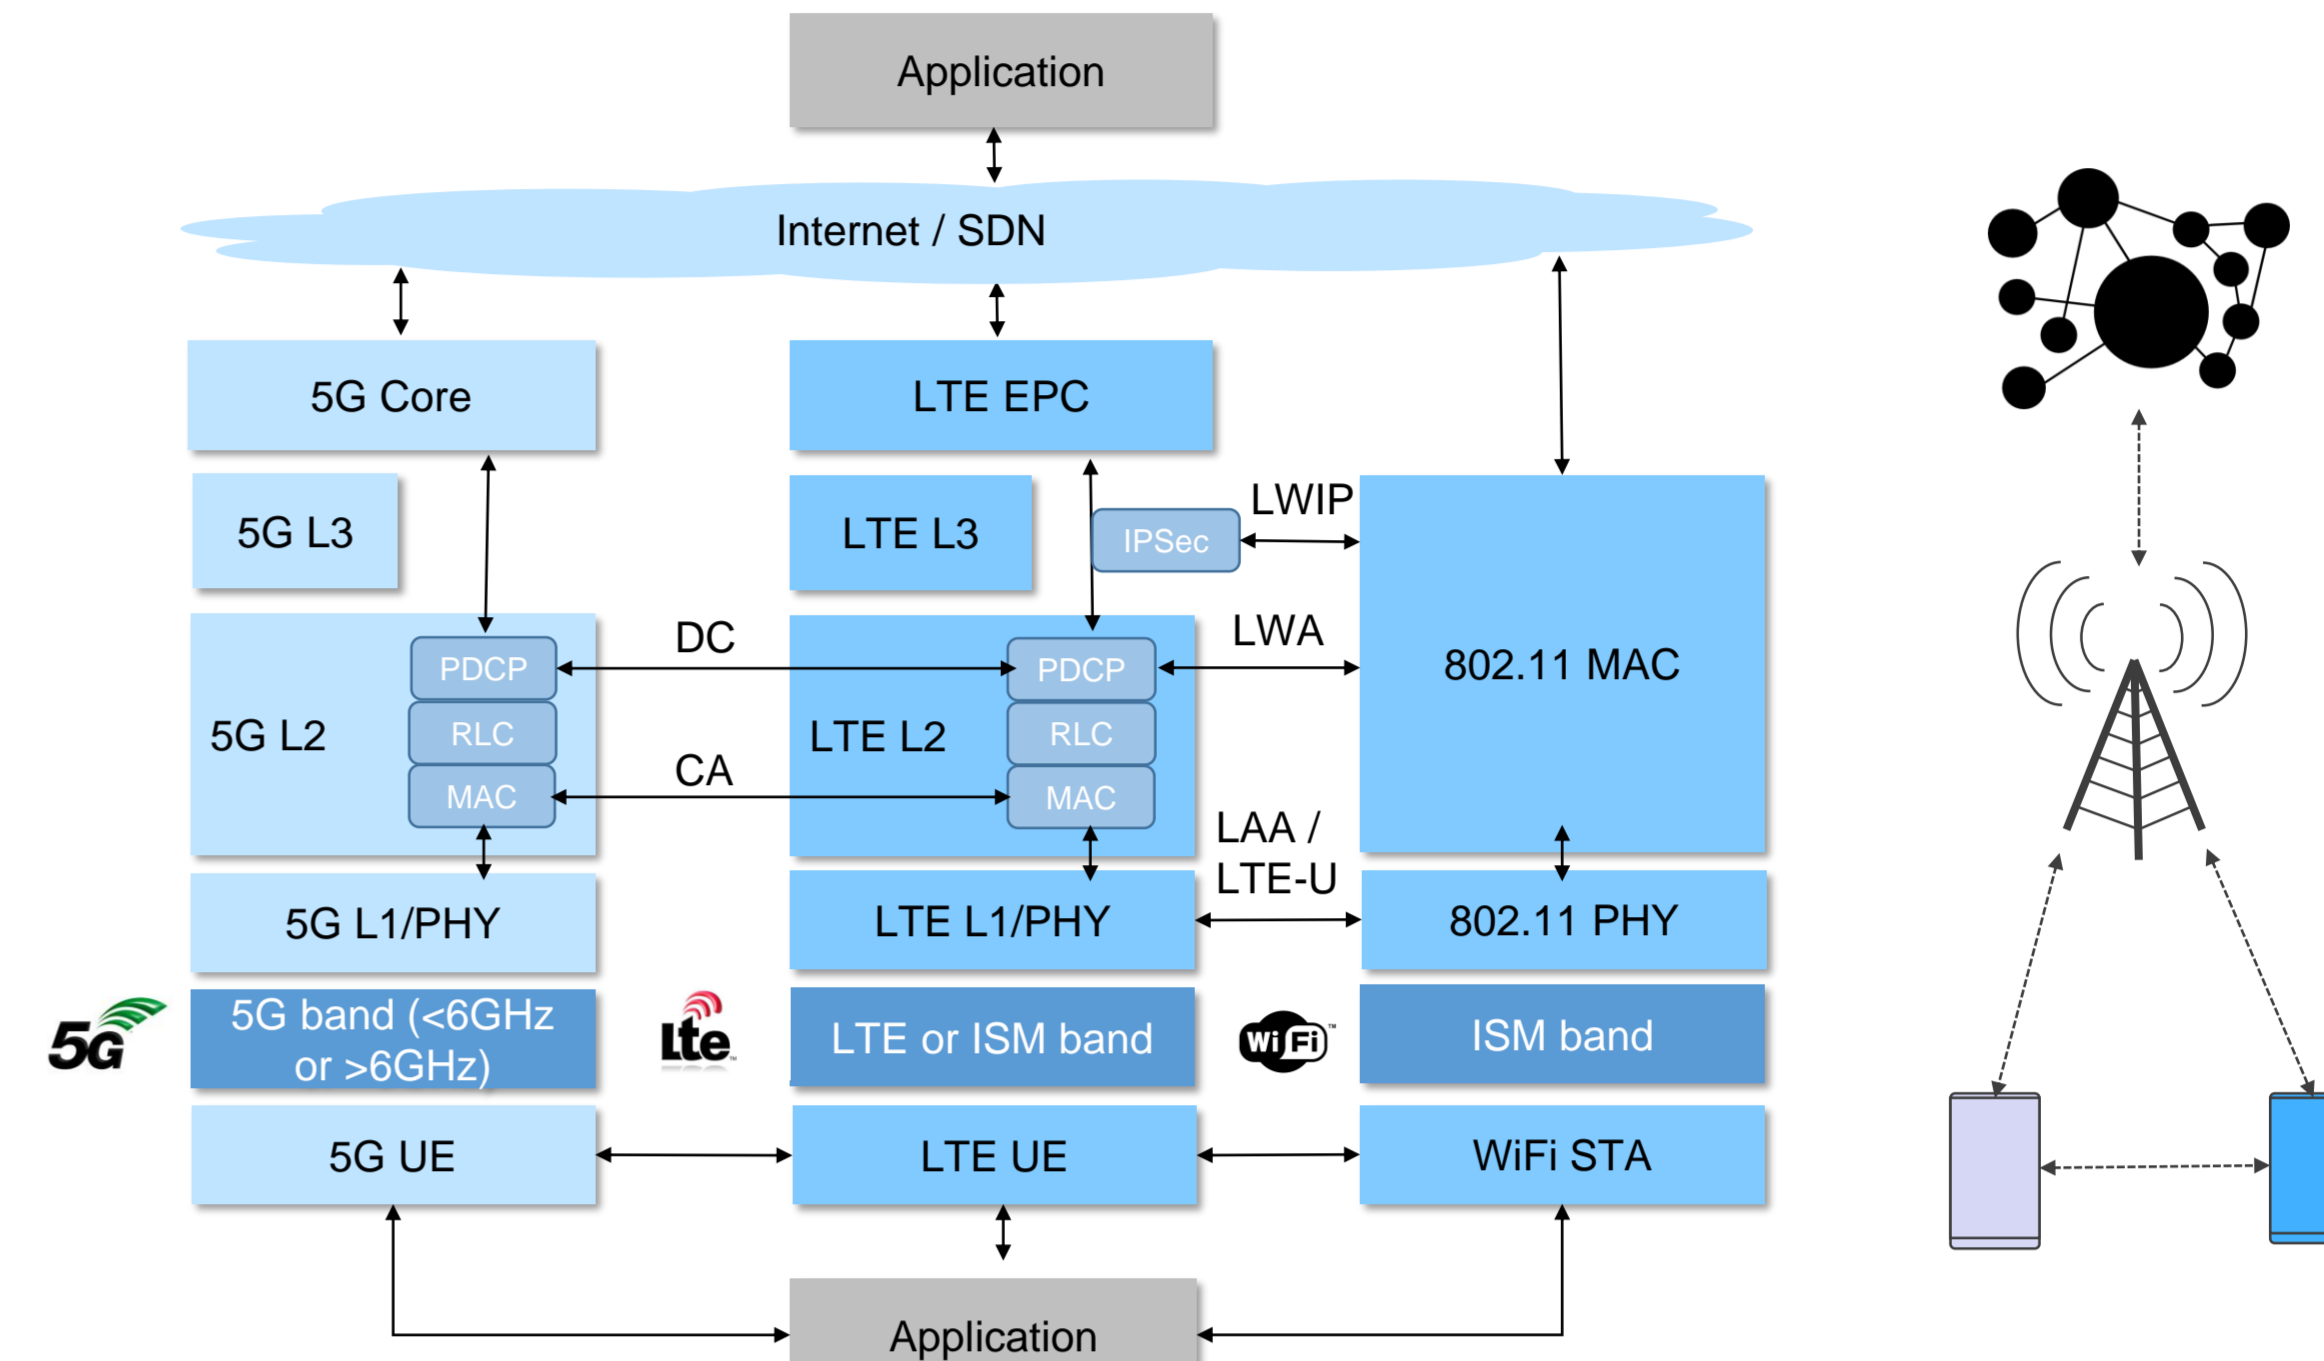 Application
Internet / SDN
5G Core
LTE EPC
5G L3
LTE L3
IPSec
LWIP
802.11 MAC
5G L2
PDCP
RLC
MAC
DC
CA
LTE L2
PDCP
RLC
MAC
LWA
LAA /
LTE-U
5G L1/PHY
LTE L1/PHY
802.11 PHY
5G
5G band (<6GHz
or >6GHz)
Lte
LTE or ISM band
WiFi
ISM band
5G UE
LTE UE
WiFi STA
Application